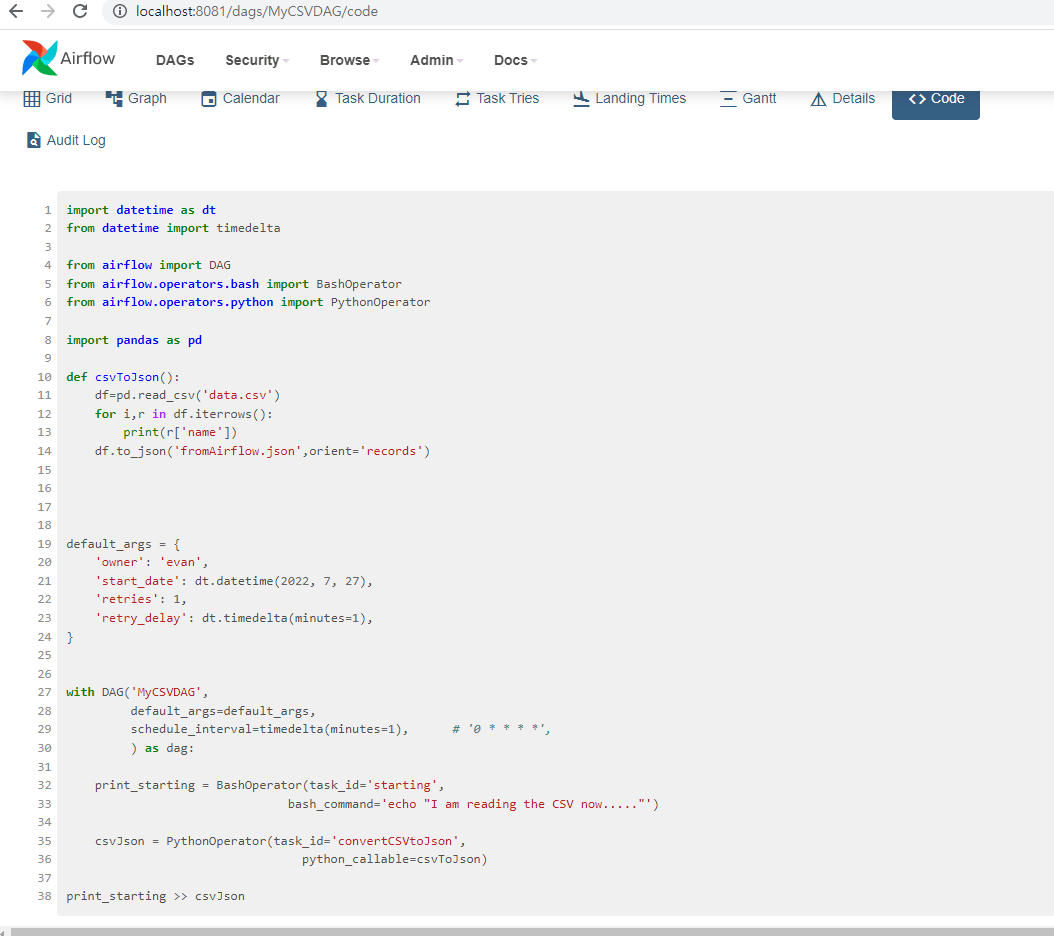 localhost:8081/dags/MyCSVDAG/code
Airflow DAGs Security Browse Admin Docs
Grid Graph Calendar Task Duration Task Tries Landing Times Gantt Details <> Code
Audit Log
1 import datetime as dt
2 from datetime import timedelta
3
4 from airflow import DAG
5 from airflow.operators.bash import BashOperator
6 from airflow.operators.python import PythonOperator
7
8 import pandas as pd
9
10 def csvToJson():
11     df=pd.read_csv('data.csv')
12     for i,r in df.iterrows():
13         print(r['name'])
14     df.to_json('fromAirflow.json',orient='records')
15
16
17
18
19 default_args = {
20     'owner': 'evan',
21     'start_date': dt.datetime(2022, 7, 27),
22     'retries': 1,
23     'retry_delay': dt.timedelta(minutes=1),
24 }
25
26
27 with DAG('MyCSVDAG',
28          default_args=default_args,
29          schedule_interval=timedelta(minutes=1),      # '0 * * * *',
30          ) as dag:
31
32     print_starting = BashOperator(task_id='starting',
33                                bash_command='echo "I am reading the CSV now....."')
34
35     csvJson = PythonOperator(task_id='convertCSVtoJson',
36                                  python_callable=csvToJson)
37
38 print_starting >> csvJson